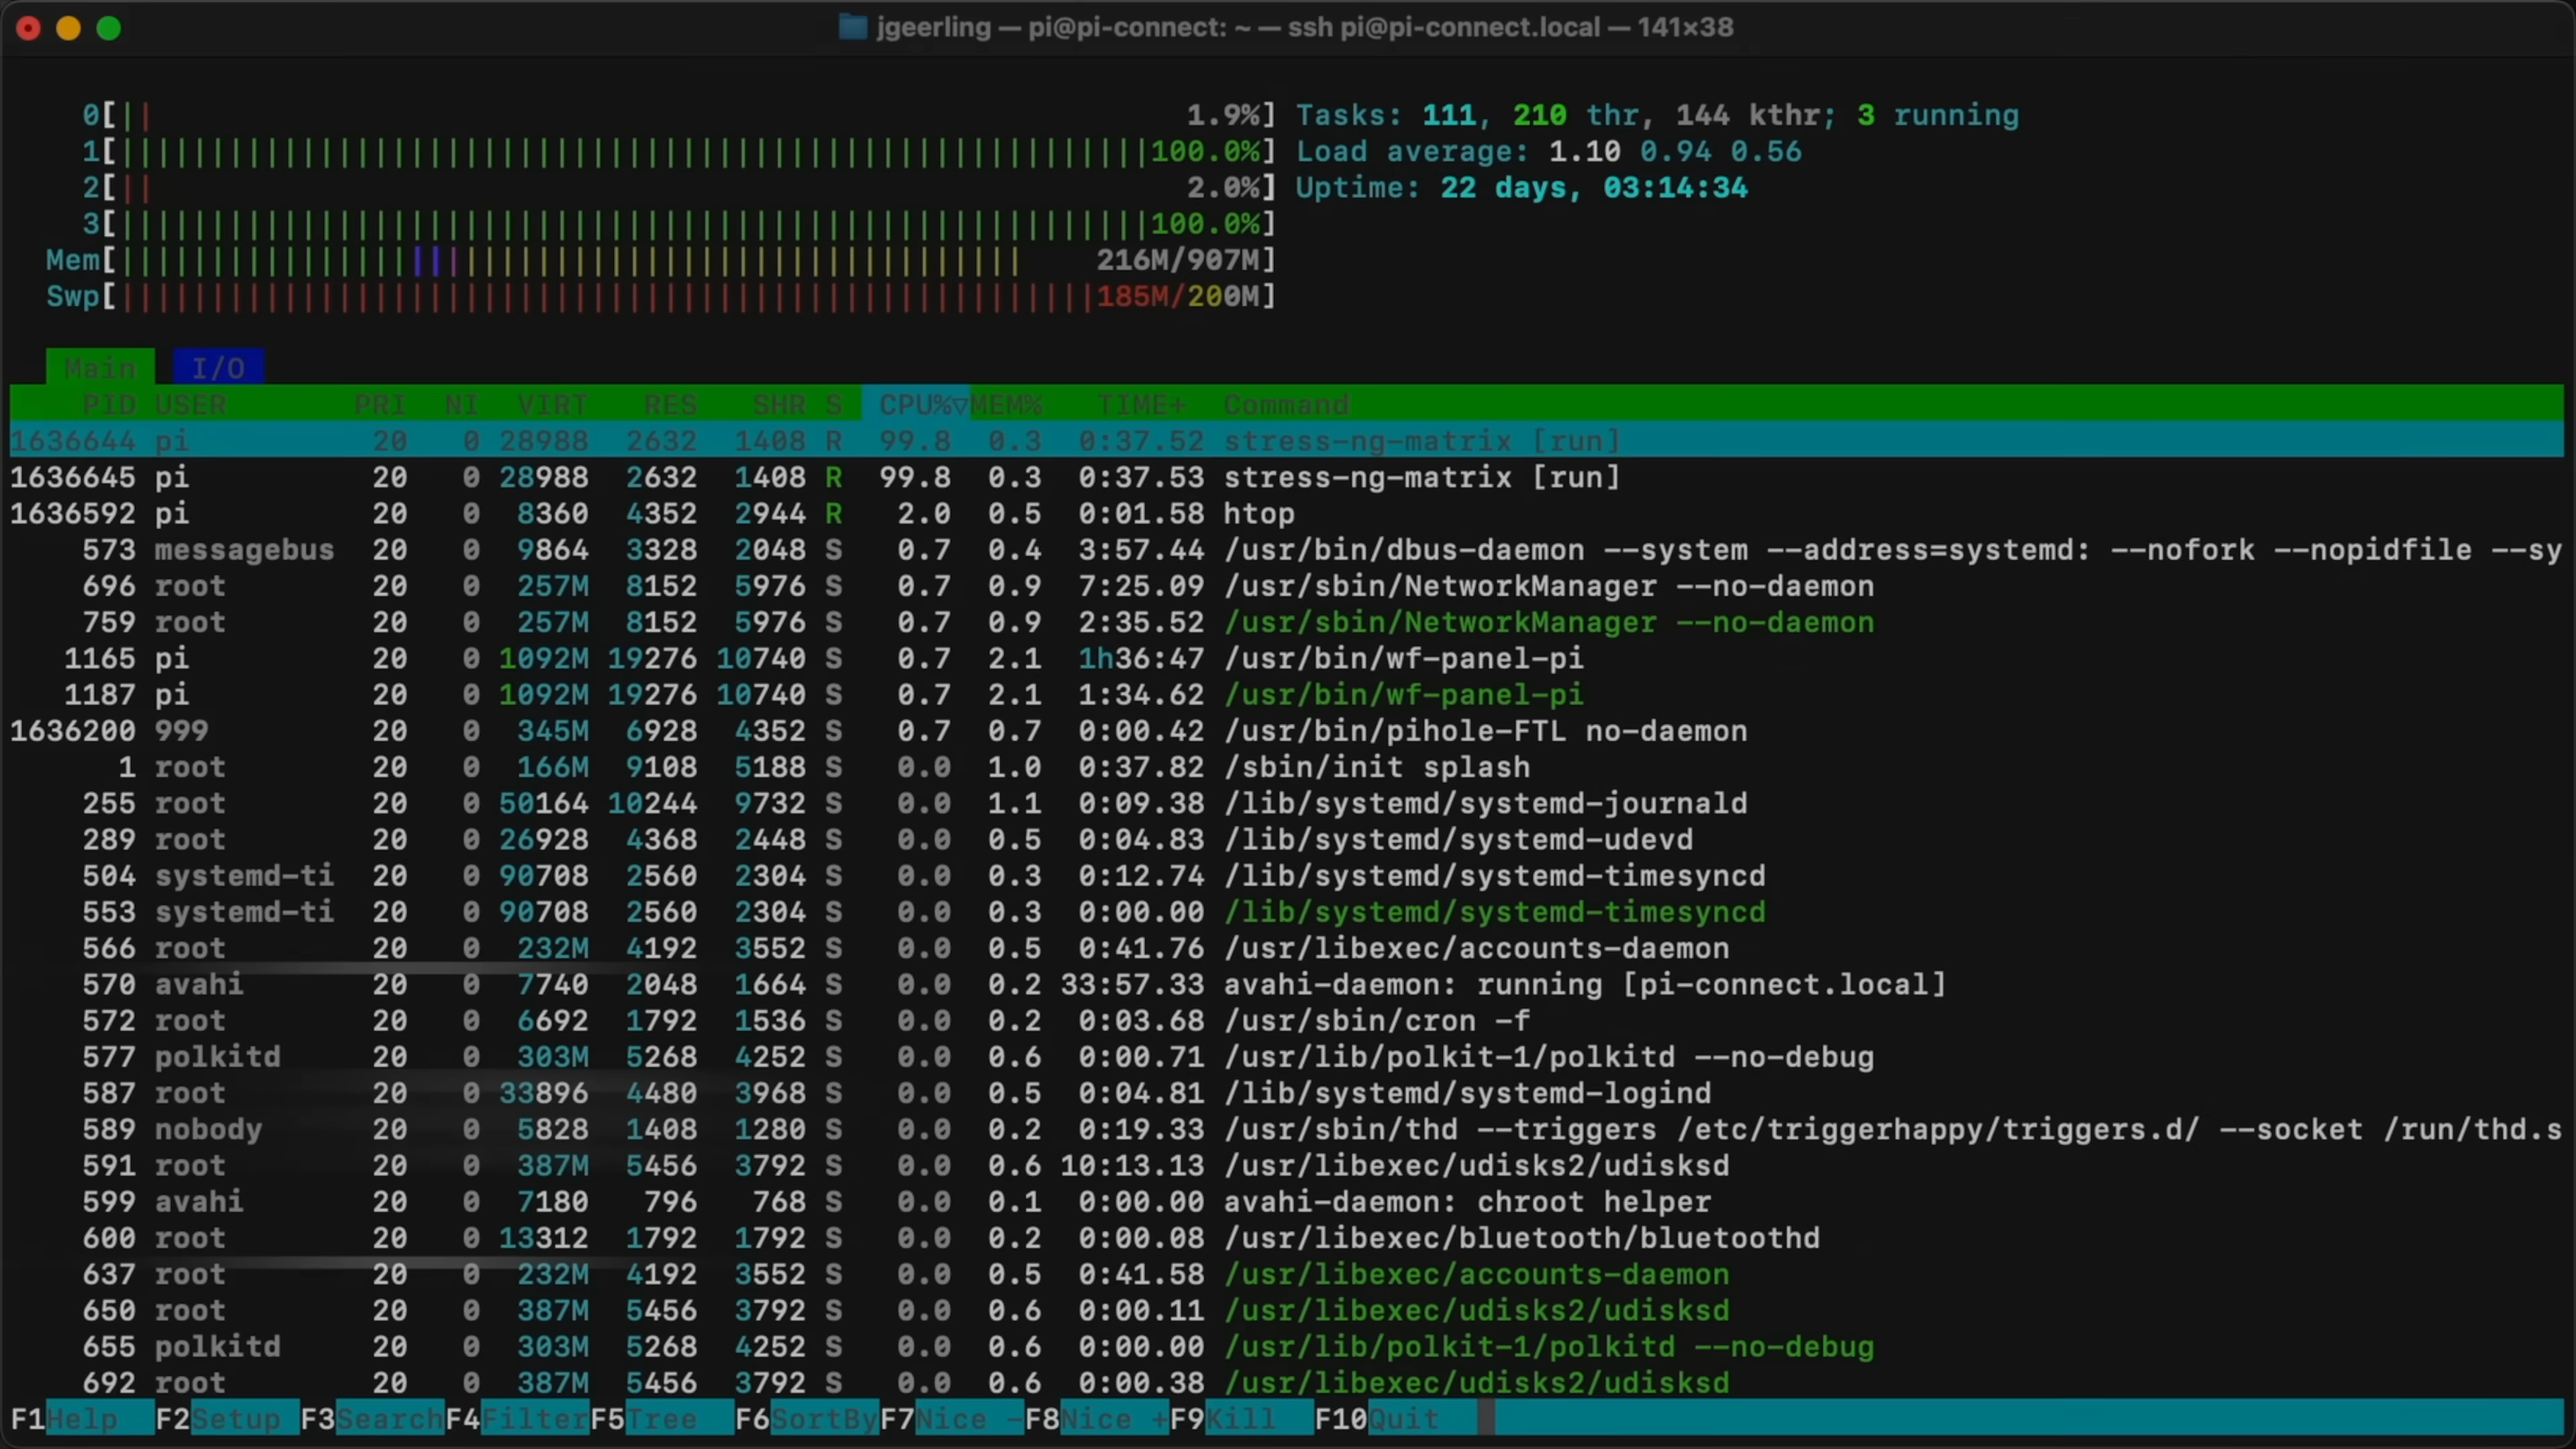 jgeerling — pi@pi-connect: ~ — ssh pi@pi-connect.local — 141×38
0[|| 1.9%] Tasks: 111, 210 thr, 144 kthr; 3 running
1[||||||||||||||||||||||||||||||||||||||||||||||||||||||||||100.0%] Load average: 1.10 0.94 0.56
2[|| 2.0%] Uptime: 22 days, 03:14:34
3[||||||||||||||||||||||||||||||||||||||||||||||||||||||||||100.0%]
Mem[|||||||||||||||||||||||||||||||||||||||||||||||||| 216M/907M]
Swp[||||||||||||||||||||||||||||||||||||||||||||||||||||||185M/200M]
Main I/O
PID USER PRI NI VIRT RES SHR S CPU%▽MEM% TIME+ Command
1636644 pi 20 0 28988 2632 1408 R 99.8 0.3 0:37.52 stress-ng-matrix [run]
1636645 pi 20 0 28988 2632 1408 R 99.8 0.3 0:37.53 stress-ng-matrix [run]
1636592 pi 20 0 8360 4352 2944 R 2.0 0.5 0:01.58 htop
573 messagebus 20 0 9864 3328 2048 S 0.7 0.4 3:57.44 /usr/bin/dbus-daemon --system --address=systemd: --nofork --nopidfile --sy
696 root 20 0 257M 8152 5976 S 0.7 0.9 7:25.09 /usr/sbin/NetworkManager --no-daemon
759 root 20 0 257M 8152 5976 S 0.7 0.9 2:35.52 /usr/sbin/NetworkManager --no-daemon
1165 pi 20 0 1092M 19276 10740 S 0.7 2.1 1h36:47 /usr/bin/wf-panel-pi
1187 pi 20 0 1092M 19276 10740 S 0.7 2.1 1:34.62 /usr/bin/wf-panel-pi
1636200 999 20 0 345M 6928 4352 S 0.7 0.7 0:00.42 /usr/bin/pihole-FTL no-daemon
1 root 20 0 166M 9108 5188 S 0.0 1.0 0:37.82 /sbin/init splash
255 root 20 0 50164 10244 9732 S 0.0 1.1 0:09.38 /lib/systemd/systemd-journald
289 root 20 0 26928 4368 2448 S 0.0 0.5 0:04.83 /lib/systemd/systemd-udevd
504 systemd-ti 20 0 90708 2560 2304 S 0.0 0.3 0:12.74 /lib/systemd/systemd-timesyncd
553 systemd-ti 20 0 90708 2560 2304 S 0.0 0.3 0:00.00 /lib/systemd/systemd-timesyncd
566 root 20 0 232M 4192 3552 S 0.0 0.5 0:41.76 /usr/libexec/accounts-daemon
570 avahi 20 0 7740 2048 1664 S 0.0 0.2 33:57.33 avahi-daemon: running [pi-connect.local]
572 root 20 0 6692 1792 1536 S 0.0 0.2 0:03.68 /usr/sbin/cron -f
577 polkitd 20 0 303M 5268 4252 S 0.0 0.6 0:00.71 /usr/lib/polkit-1/polkitd --no-debug
587 root 20 0 33896 4480 3968 S 0.0 0.5 0:04.81 /lib/systemd/systemd-logind
589 nobody 20 0 5828 1408 1280 S 0.0 0.2 0:19.33 /usr/sbin/thd --triggers /etc/triggerhappy/triggers.d/ --socket /run/thd.s
591 root 20 0 387M 5456 3792 S 0.0 0.6 10:13.13 /usr/libexec/udisks2/udisksd
599 avahi 20 0 7180 796 768 S 0.0 0.1 0:00.00 avahi-daemon: chroot helper
600 root 20 0 13312 1792 1792 S 0.0 0.2 0:00.08 /usr/libexec/bluetooth/bluetoothd
637 root 20 0 232M 4192 3552 S 0.0 0.5 0:41.58 /usr/libexec/accounts-daemon
650 root 20 0 387M 5456 3792 S 0.0 0.6 0:00.11 /usr/libexec/udisks2/udisksd
655 polkitd 20 0 303M 5268 4252 S 0.0 0.6 0:00.00 /usr/lib/polkit-1/polkitd --no-debug
692 root 20 0 387M 5456 3792 S 0.0 0.6 0:00.38 /usr/libexec/udisks2/udisksd
F1Help F2Setup F3SearchF4FilterF5Tree F6SortByF7Nice -F8Nice +F9Kill F10Quit